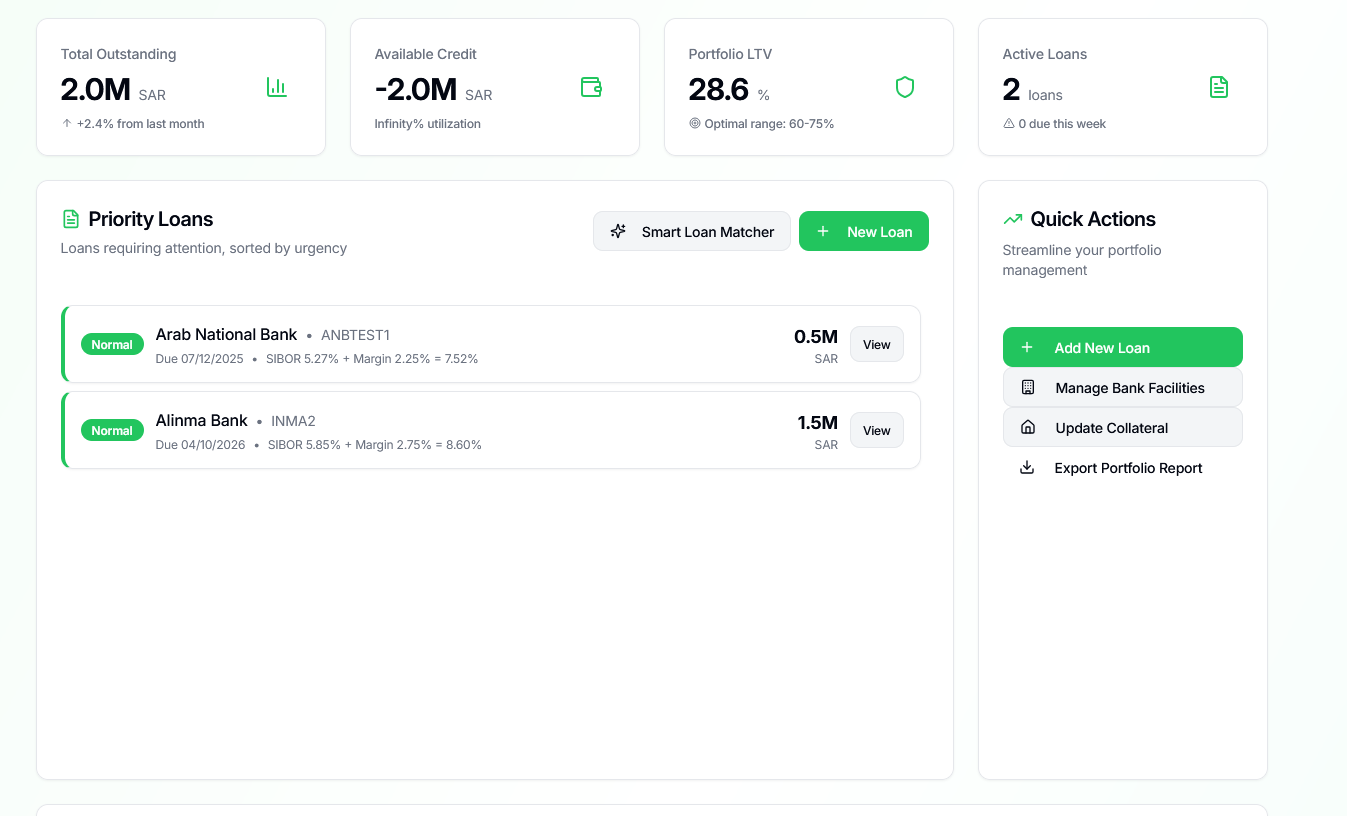 Total Outstanding
2.0M SAR
+2.4% from last month
Available Credit
-2.0M SAR
Infinity% utilization
Portfolio LTV
28.6 %
Optimal range: 60-75%
Active Loans
2 loans
0 due this week
Priority Loans
Loans requiring attention, sorted by urgency
Smart Loan Matcher
New Loan
Normal
Arab National Bank • ANBTEST1
Due 07/12/2025 • SIBOR 5.27% + Margin 2.25% = 7.52%
0.5M
SAR
View
Normal
Alinma Bank • INMA2
Due 04/10/2026 • SIBOR 5.85% + Margin 2.75% = 8.60%
1.5M
SAR
View
Quick Actions
Streamline your portfolio
management
Add New Loan
Manage Bank Facilities
Update Collateral
Export Portfolio Report